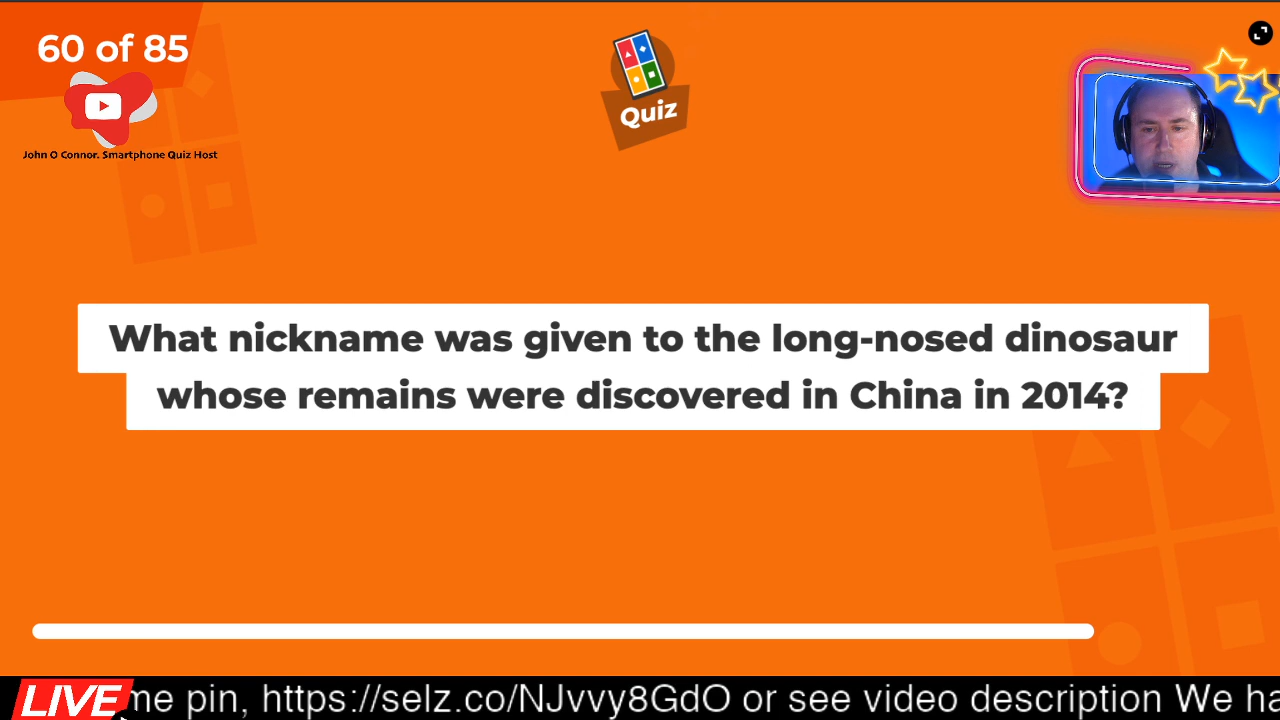 60 of 85
John O Connor. Smartphone Quiz Host
Quiz
What nickname was given to the long-nosed dinosaur
whose remains were discovered in China in 2014?
LIVE
me pin, https://selz.co/NJvvy8GdO or see video description We ha